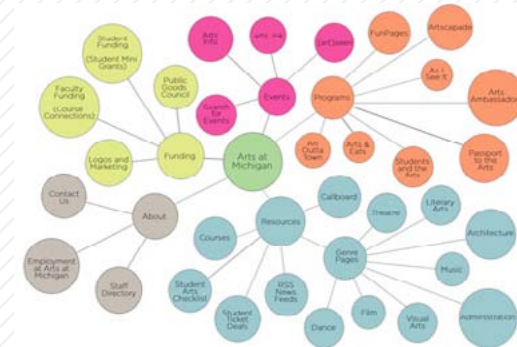 Student
Funding
(Student Mini
Grants)
Faculty
Funding
(Course
Connections)
Public
Goods
Council
Logos and
Marketing
Funding
Arts
Info
Search
for
Events
Events
Arts at
Michigan
FunPages
Artscapade
As I
See It
Programs
Arts
Ambassador
Outta
Town
Arts &
Eats
Students
and the
Arts
Passport
to the
Arts
Contact
Us
About
Employment
at Arts at
Michigan
Staff
Directory
Resources
Callboard
Courses
Student
Arts
Checklist
Student
Ticket
Deals
RSS
News
Feeds
Genre
Pages
Theatre
Literary
Arts
Architecture
Music
Administration
Visual
Arts
Film
Dance